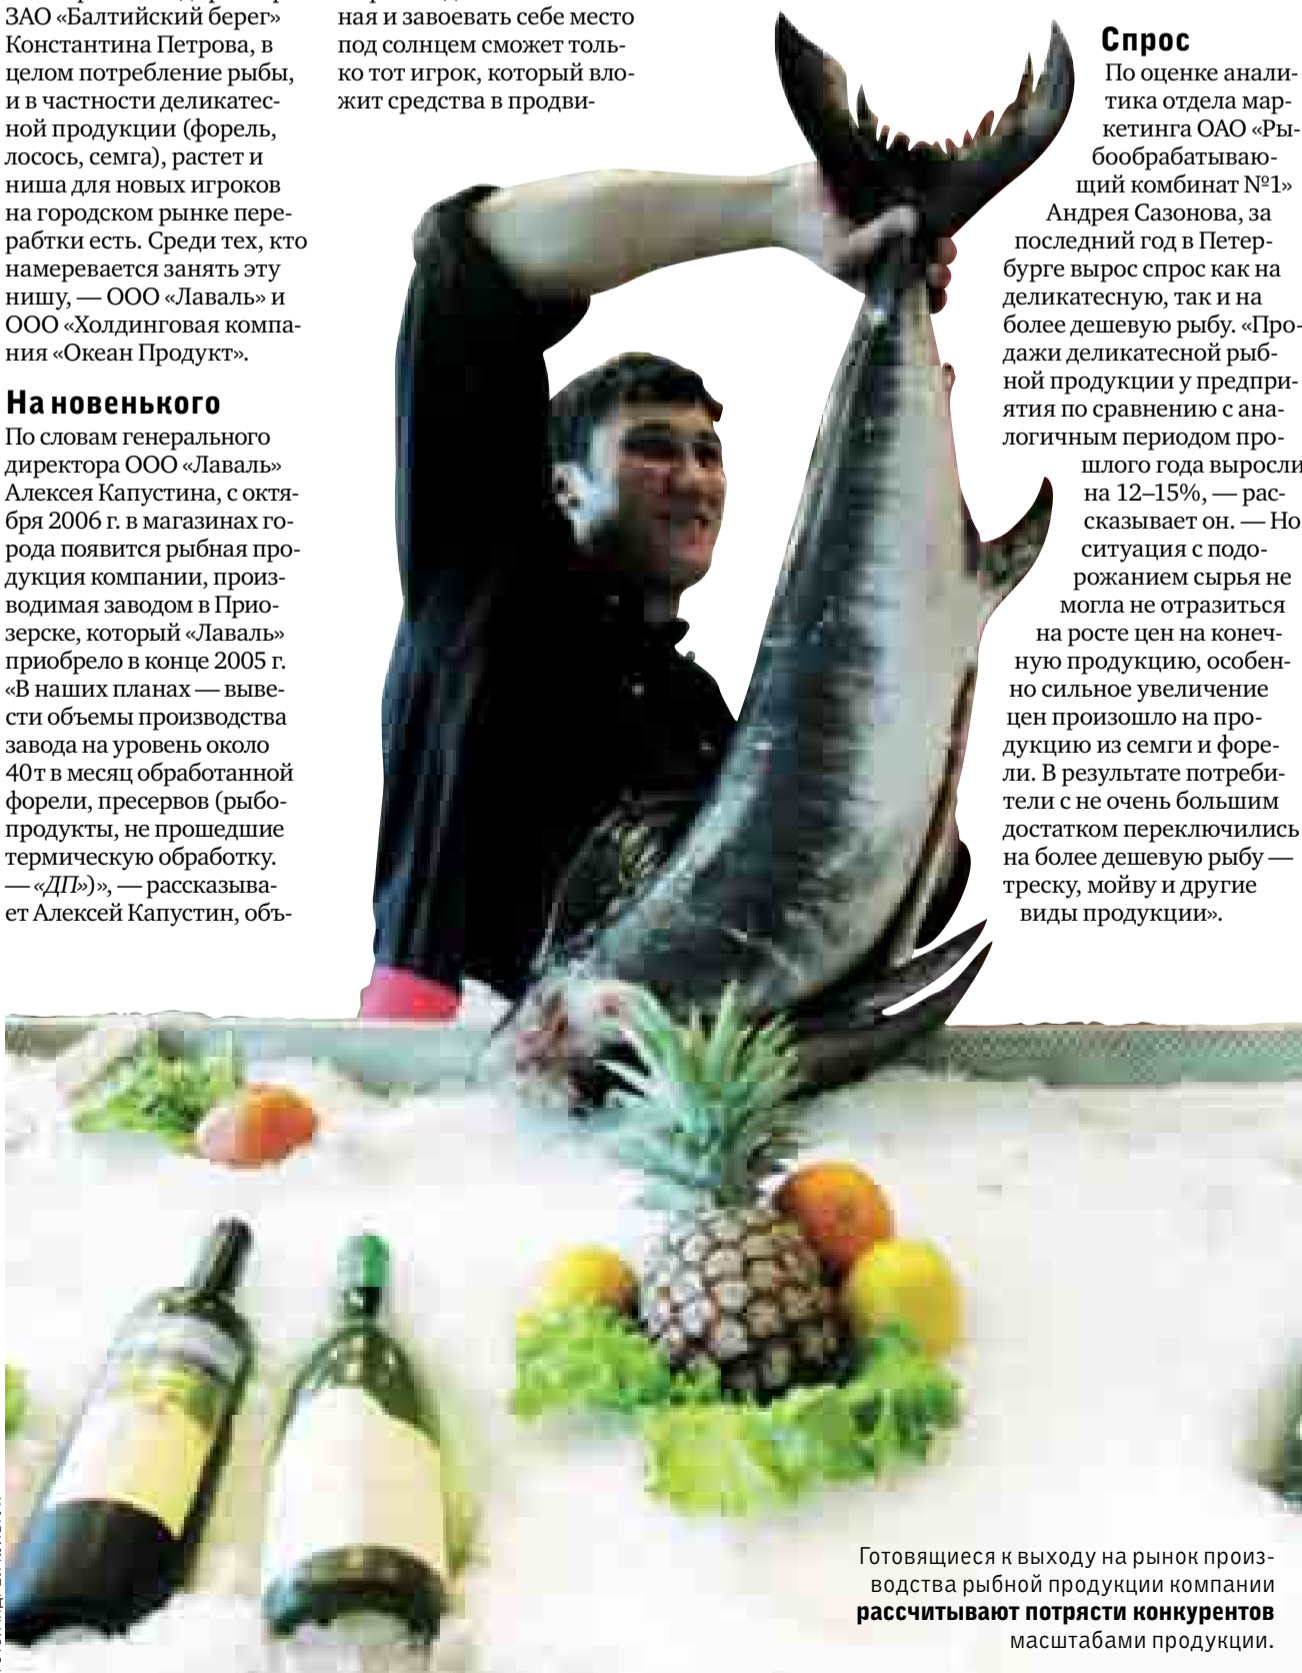 ЗАО «Балтийский берег»
Константина Петрова, в
целом потребление рыбы,
и в частности деликатес-
ной продукции (форель,
лосось, семга), растет и
ниша для новых игроков
на городском рынке пере-
рабтки есть. Среди тех, кто
намеревается занять эту
нишу, — ООО «Лаваль» и
ООО «Холдинговая компа-
ния «Океан Продукт».
На новенького
По словам генерального
директора ООО «Лаваль»
Алексея Капустина, с октя-
бря 2006 г. в магазинах го-
рода появится рыбная про-
дукция компании, произ-
водимая заводом в Прио-
зерске, который «Лаваль»
приобрело в конце 2005 г.
«В наших планах — выве-
сти объемы производства
завода на уровень около
40 т в месяц обработанной
форели, пресервов (рыбо-
продукты, не прошедшие
термическую обработку.
— «ДП»)», — рассказыва-
ет Алексей Капустин, объ-
ная и завоевать себе место
под солнцем сможет толь-
ко тот игрок, который вло-
жит средства в продви-
Спрос
По оценке анали-
тика отдела мар-
кетинга ОАО «Ры-
бообрабатываю-
щий комбинат №1»
Андрея Сазонова, за
последний год в Петер-
бурге вырос спрос как на
деликатесную, так и на
более дешевую рыбу. «Про-
дажи деликатесной рыб-
ной продукции у предпри-
ятия по сравнению с ана-
логичным периодом про-
шлого года выросли
на 12–15%, — рас-
сказывает он. — Но
ситуация с подо-
рожанием сырья не
могла не отразиться
на росте цен на конеч-
ную продукцию, особен-
но сильное увеличение
цен произошло на про-
дукцию из семги и форе-
ли. В результате потреби-
тели с не очень большим
достатком переключились
на более дешевую рыбу —
треску, мойву и другие
виды продукции».
Готовящиеся к выходу на рынок произ-
водства рыбной продукции компании
рассчитывают потрясти конкурентов
масштабами продукции.